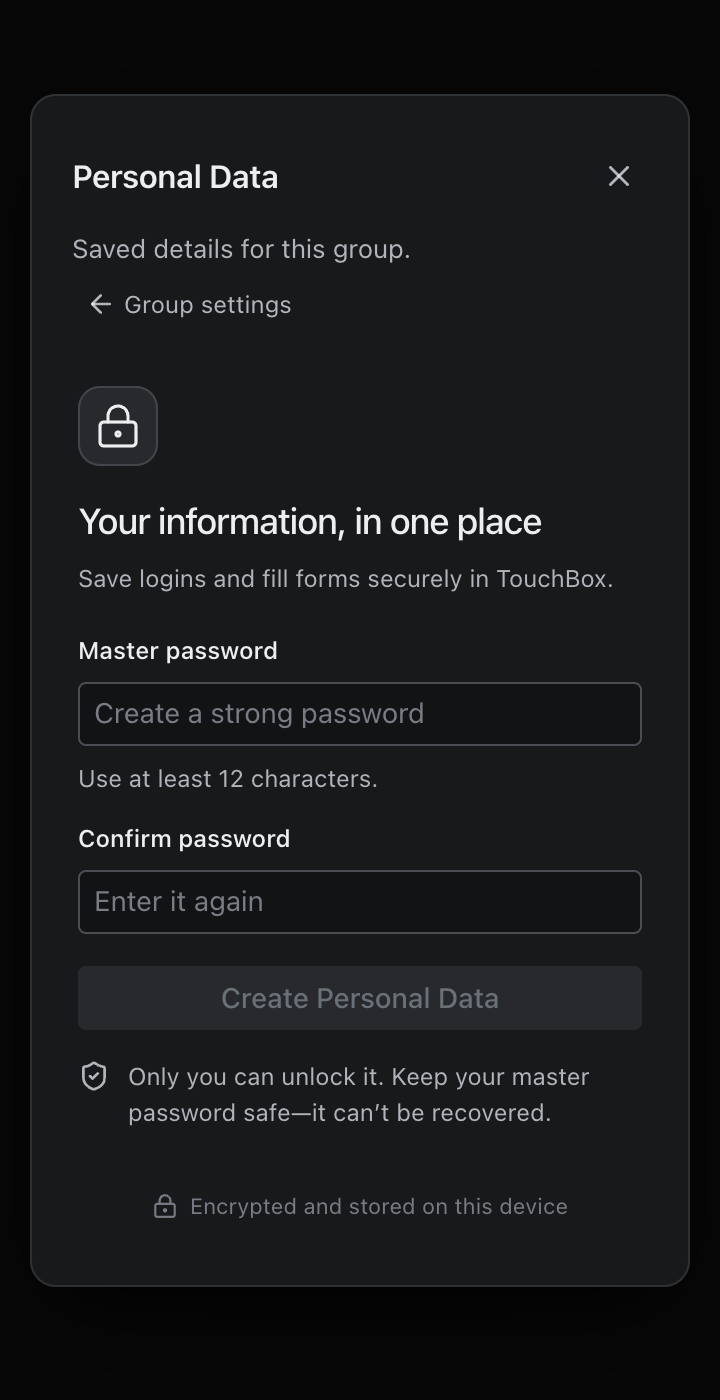 Personal Data
Saved details for this group.
Group settings
Your information, in one place
Save logins and fill forms securely in TouchBox.
Master password
Create a strong password
Use at least 12 characters.
Confirm password
Enter it again
Create Personal Data
Only you can unlock it. Keep your master
password safe—it can’t be recovered.
Encrypted and stored on this device